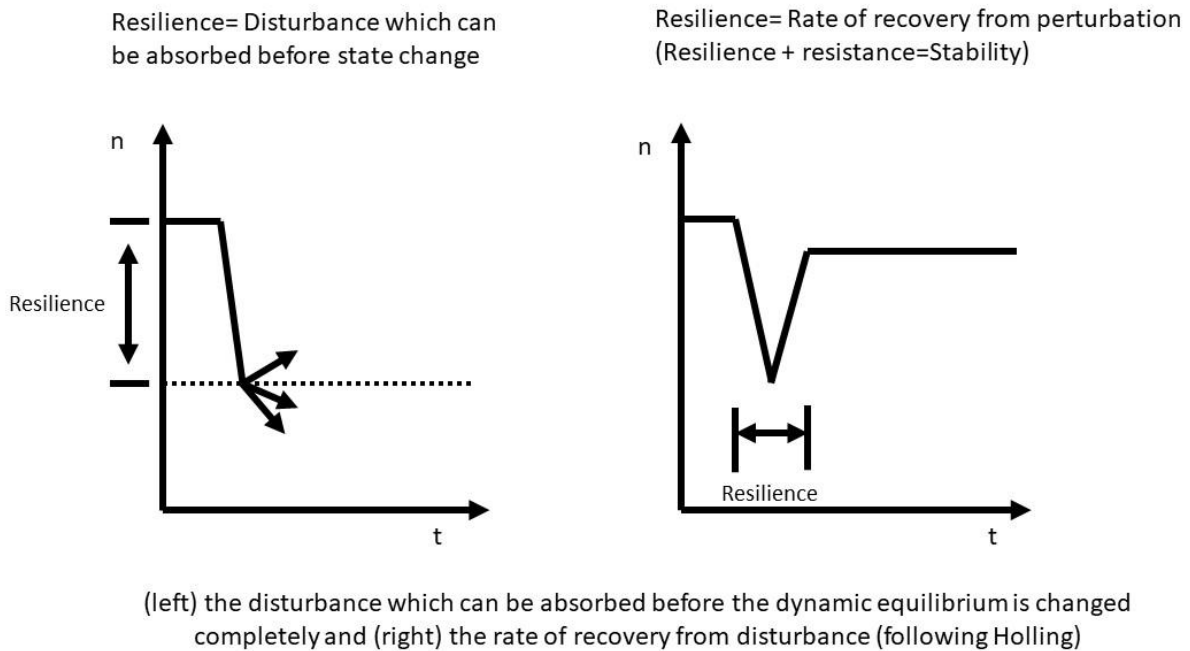 Resilience= Disturbance which can
be absorbed before state change
Resilience= Rate of recovery from perturbation
(Resilience + resistance=Stability)
n
Resilience
t
n
Resilience
t
(left) the disturbance which can be absorbed before the dynamic equilibrium is changed
completely and (right) the rate of recovery from disturbance (following Holling)